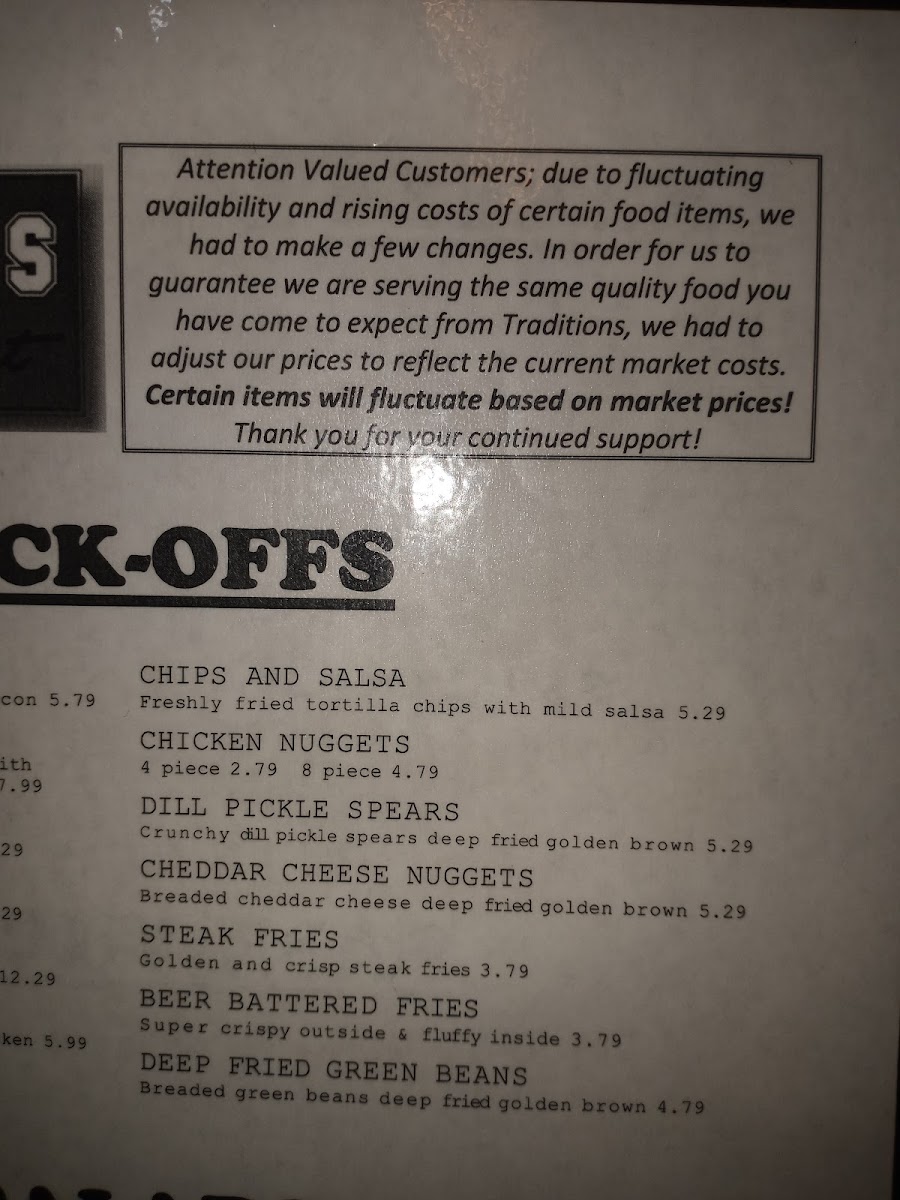 Attention Valued Customers; due to fluctuating
availability and rising costs of certain food items, we
had to make a few changes. In order for us to
guarantee we are serving the same quality food you
have come to expect from Traditions, we had to
adjust our prices to reflect the current market costs.
Certain items will fluctuate based on market prices!
Thank you for your continued support!
S
t
CK-OFFS
con 5.79
ith
7.99
29
29
12.29
ken 5.99
CHIPS AND SALSA
Freshly fried tortilla chips with mild salsa 5.29
CHICKEN NUGGETS
4 piece 2.79 8 piece 4.79
DILL PICKLE SPEARS
Crunchy dill pickle spears deep fried golden brown 5.29
CHEDDAR CHEESE NUGGETS
Breaded cheddar cheese deep fried golden brown 5.29
STEAK FRIES
Golden and crisp steak fries 3.79
BEER BATTERED FRIES
Super crispy outside & fluffy inside 3.79
DEEP FRIED GREEN BEANS
Breaded green beans deep fried golden brown 4.79